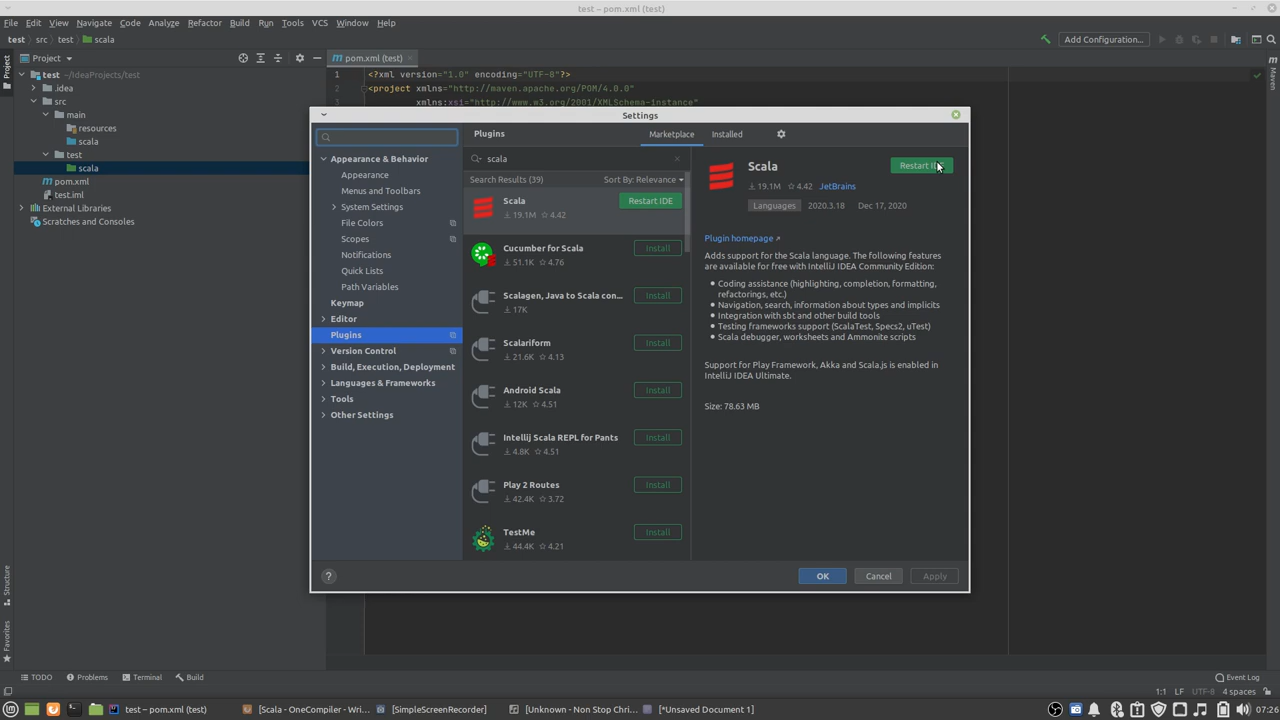 test – pom.xml (test)
File Edit View Navigate Code Analyze Refactor Build Run Tools VCS Window Help
test src test scala
Add Configuration...
Project
pom.xml (test)
test ~/IdeaProjects/test
.idea
src
main
resources
scala
test
scala
pom.xml
test.iml
External Libraries
Scratches and Consoles
Project
Structure
Favorites
Maven
1 <?xml version="1.0" encoding="UTF-8"?>
2 <project xmlns="http://maven.apache.org/POM/4.0.0"
3 xmlns:xsi="http://www.w3.org/2001/XMLSchema-instance"
Settings
Appearance & Behavior
Appearance
Menus and Toolbars
System Settings
File Colors
Scopes
Notifications
Quick Lists
Path Variables
Keymap
Editor
Plugins
Version Control
Build, Execution, Deployment
Languages & Frameworks
Tools
Other Settings
Plugins
Marketplace Installed
scala
Search Results (39) Sort By: Relevance
Scala Restart IDE
19.1M 4.42
Cucumber for Scala Install
51.1K 4.76
Scalagen, Java to Scala con... Install
17K
Scalariform Install
21.6K 4.13
Android Scala Install
12K 4.51
Intellij Scala REPL for Pants Install
4.8K 4.51
Play 2 Routes Install
42.4K 3.72
TestMe Install
44.4K 4.21
Scala Restart
19.1M 4.42 JetBrains
Languages 2020.3.18 Dec 17, 2020
Plugin homepage
Adds support for the Scala language. The following features
are available for free with IntelliJ IDEA Community Edition:
• Coding assistance (highlighting, completion, formatting,
refactorings, etc.)
• Navigation, search, information about types and implicits
• Integration with sbt and other build tools
• Testing frameworks support (ScalaTest, Specs2, uTest)
• Scala debugger, worksheets and Ammonite scripts
Support for Play Framework, Akka and Scala.js is enabled in
IntelliJ IDEA Ultimate.
Size: 78.63 MB
? OK Cancel Apply
TODO Problems Terminal Build Event Log
1:1 LF UTF-8 4 spaces
test – pom.xml (test) [Scala - OneCompiler - Wri... [SimpleScreenRecorder] [Unknown - Non Stop Chri... [*Unsaved Document 1] 07:26